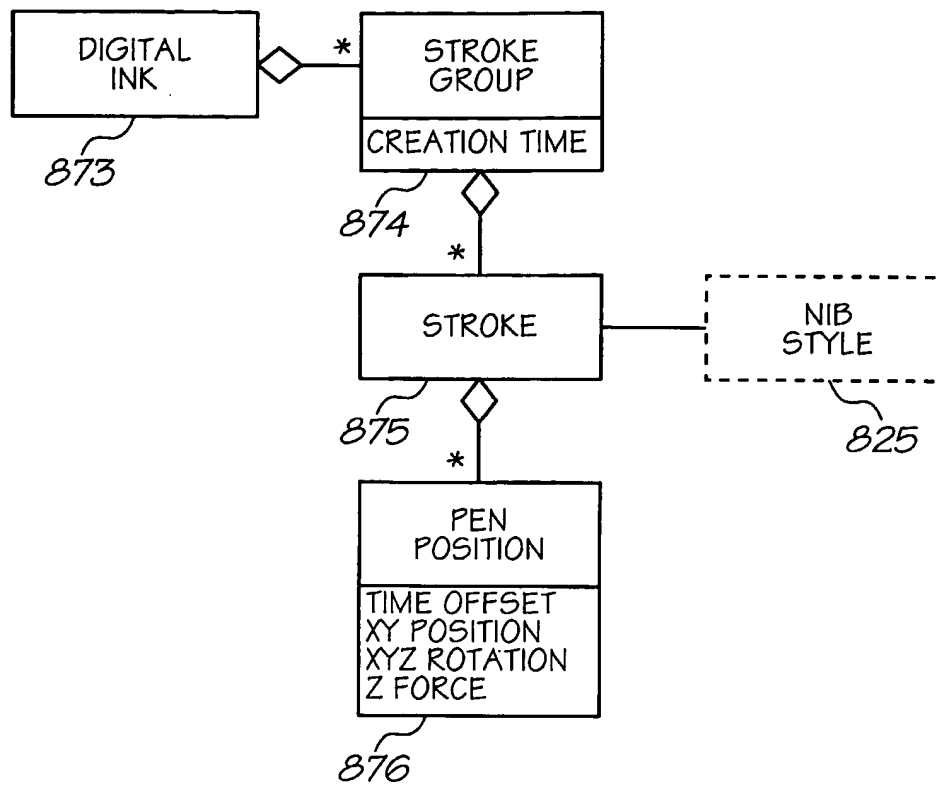 DIGITAL
INK
*
STROKE
GROUP
CREATION TIME
873
874
*
STROKE
NIB
STYLE
875
825
*
PEN
POSITION
TIME OFFSET
XY POSITION
XYZ ROTATION
Z FORCE
876